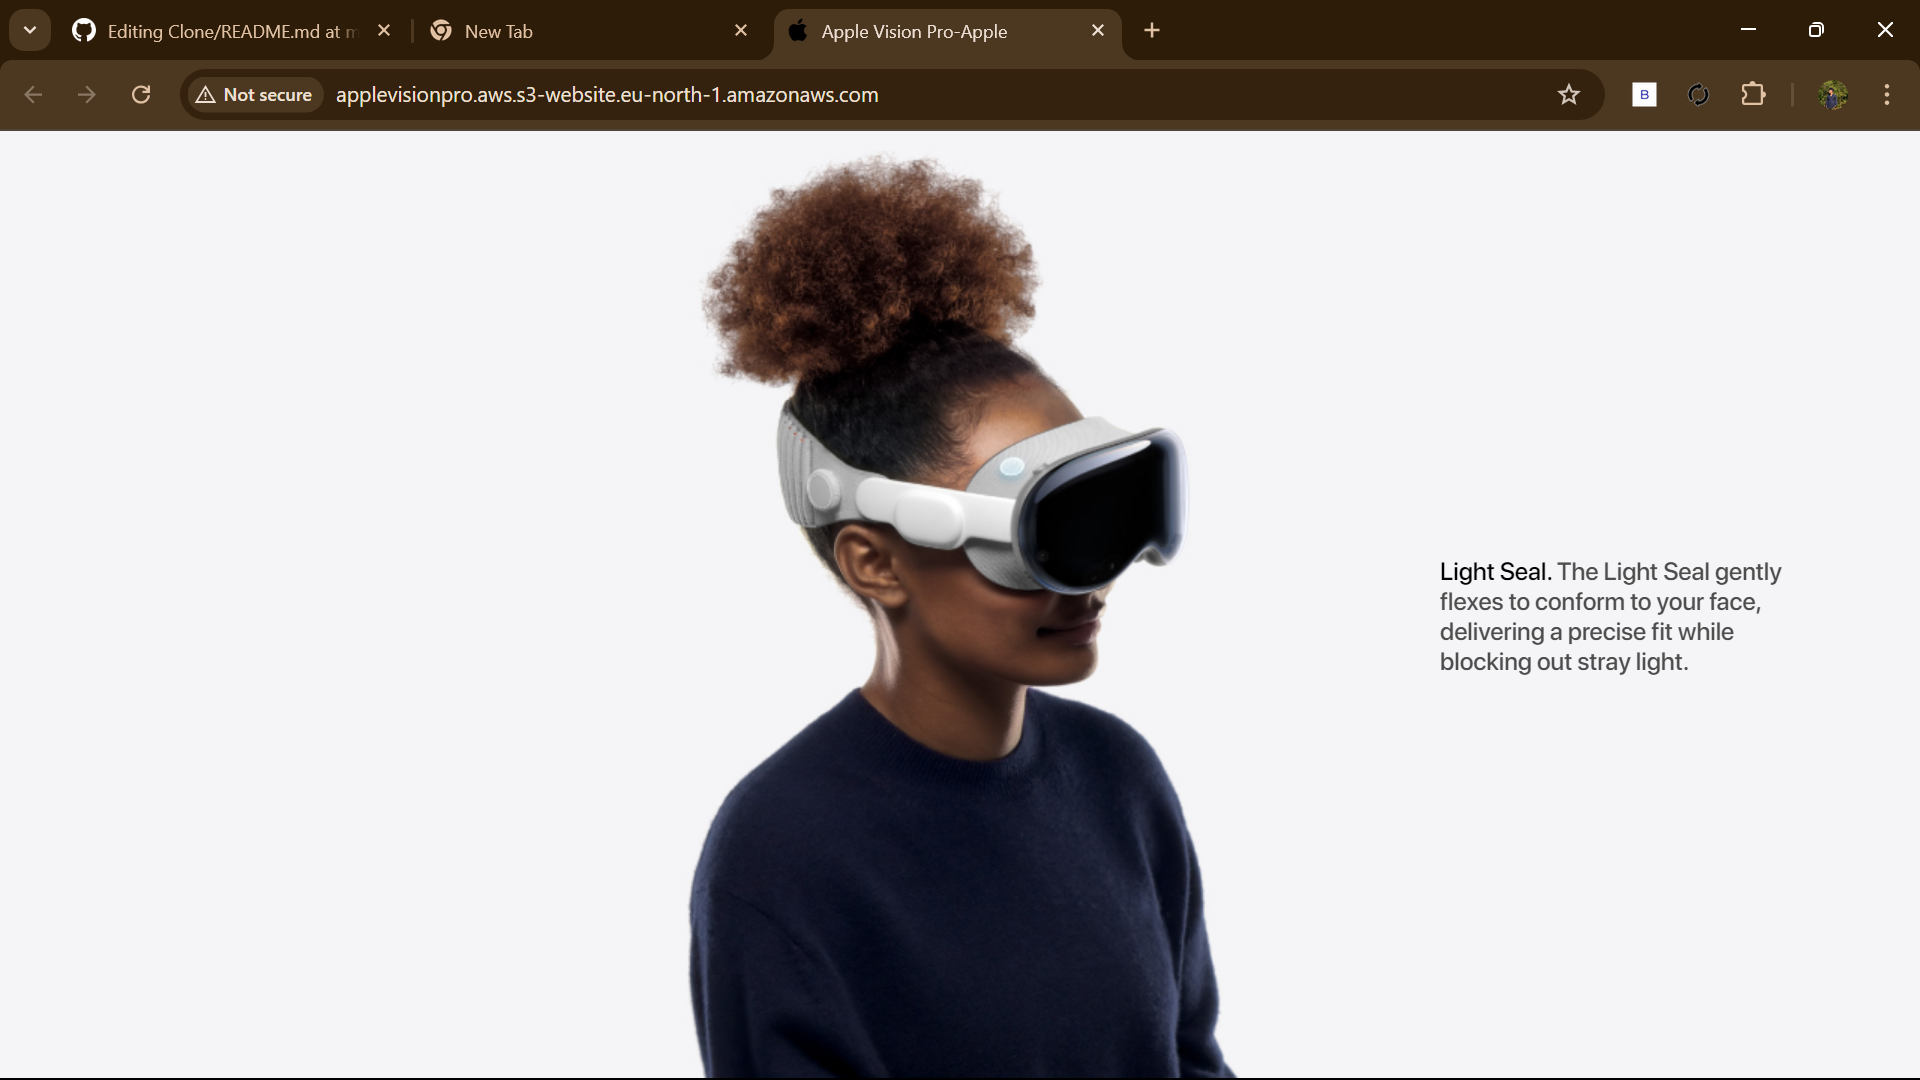 Editing Clone/README.md at m
New Tab
Apple Vision Pro-Apple
Not secure
applevisionpro.aws.s3-website.eu-north-1.amazonaws.com
B
Light Seal. The Light Seal gently
flexes to conform to your face,
delivering a precise fit while
blocking out stray light.